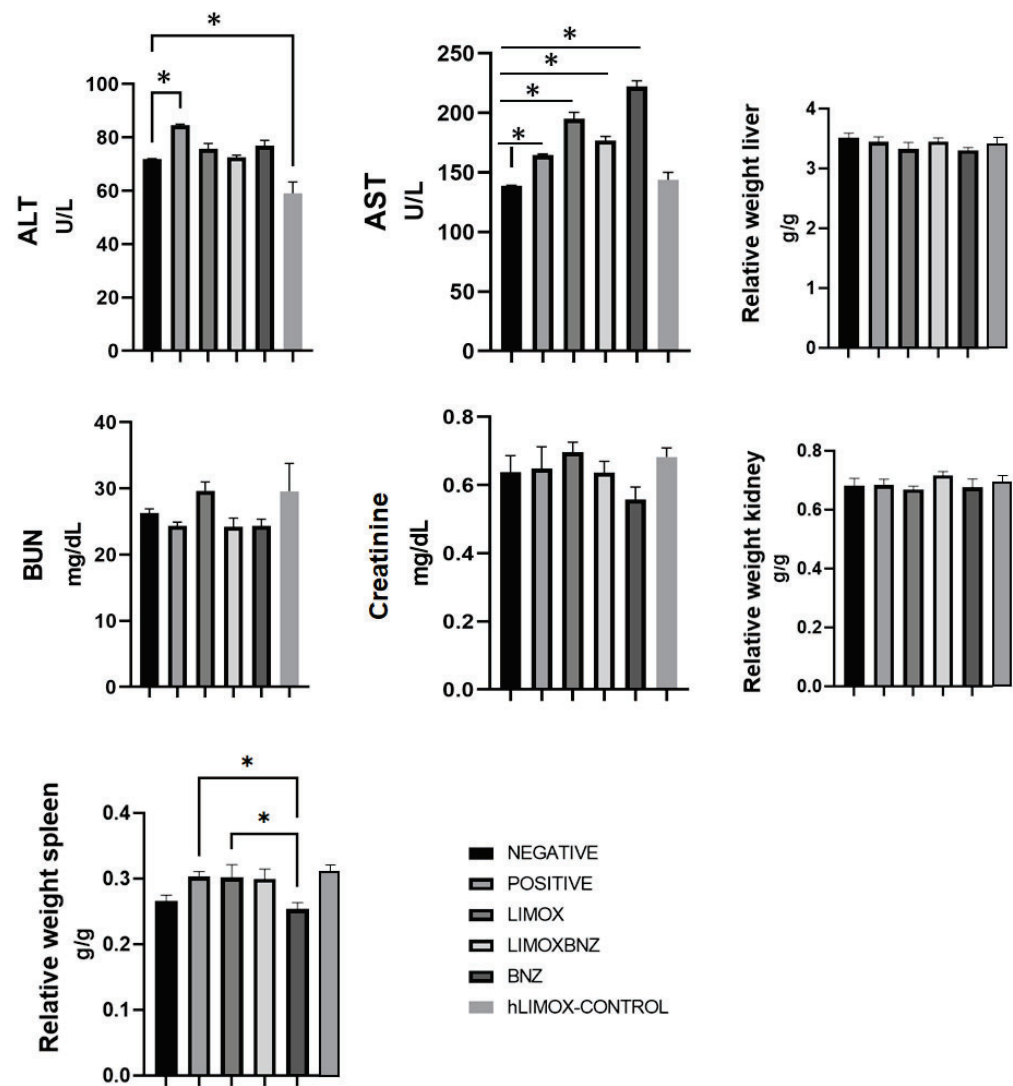 *
*
ALT
U/L
100
80
60
40
20
0
*
*
*
*
AST
U/L
250
200
150
100
50
0
Relative weight liver
g/g
4
3
2
1
0
BUN
mg/dL
40
30
20
10
0
Creatinine
mg/dL
0.8
0.6
0.4
0.2
0.0
Relative weight kidney
g/g
0.8
0.6
0.4
0.2
0.0
*
*
Relative weight spleen
g/g
0.4
0.3
0.2
0.1
0.0
NEGATIVE
POSITIVE
LIMOX
LIMOXBNZ
BNZ
hLIMOX-CONTROL